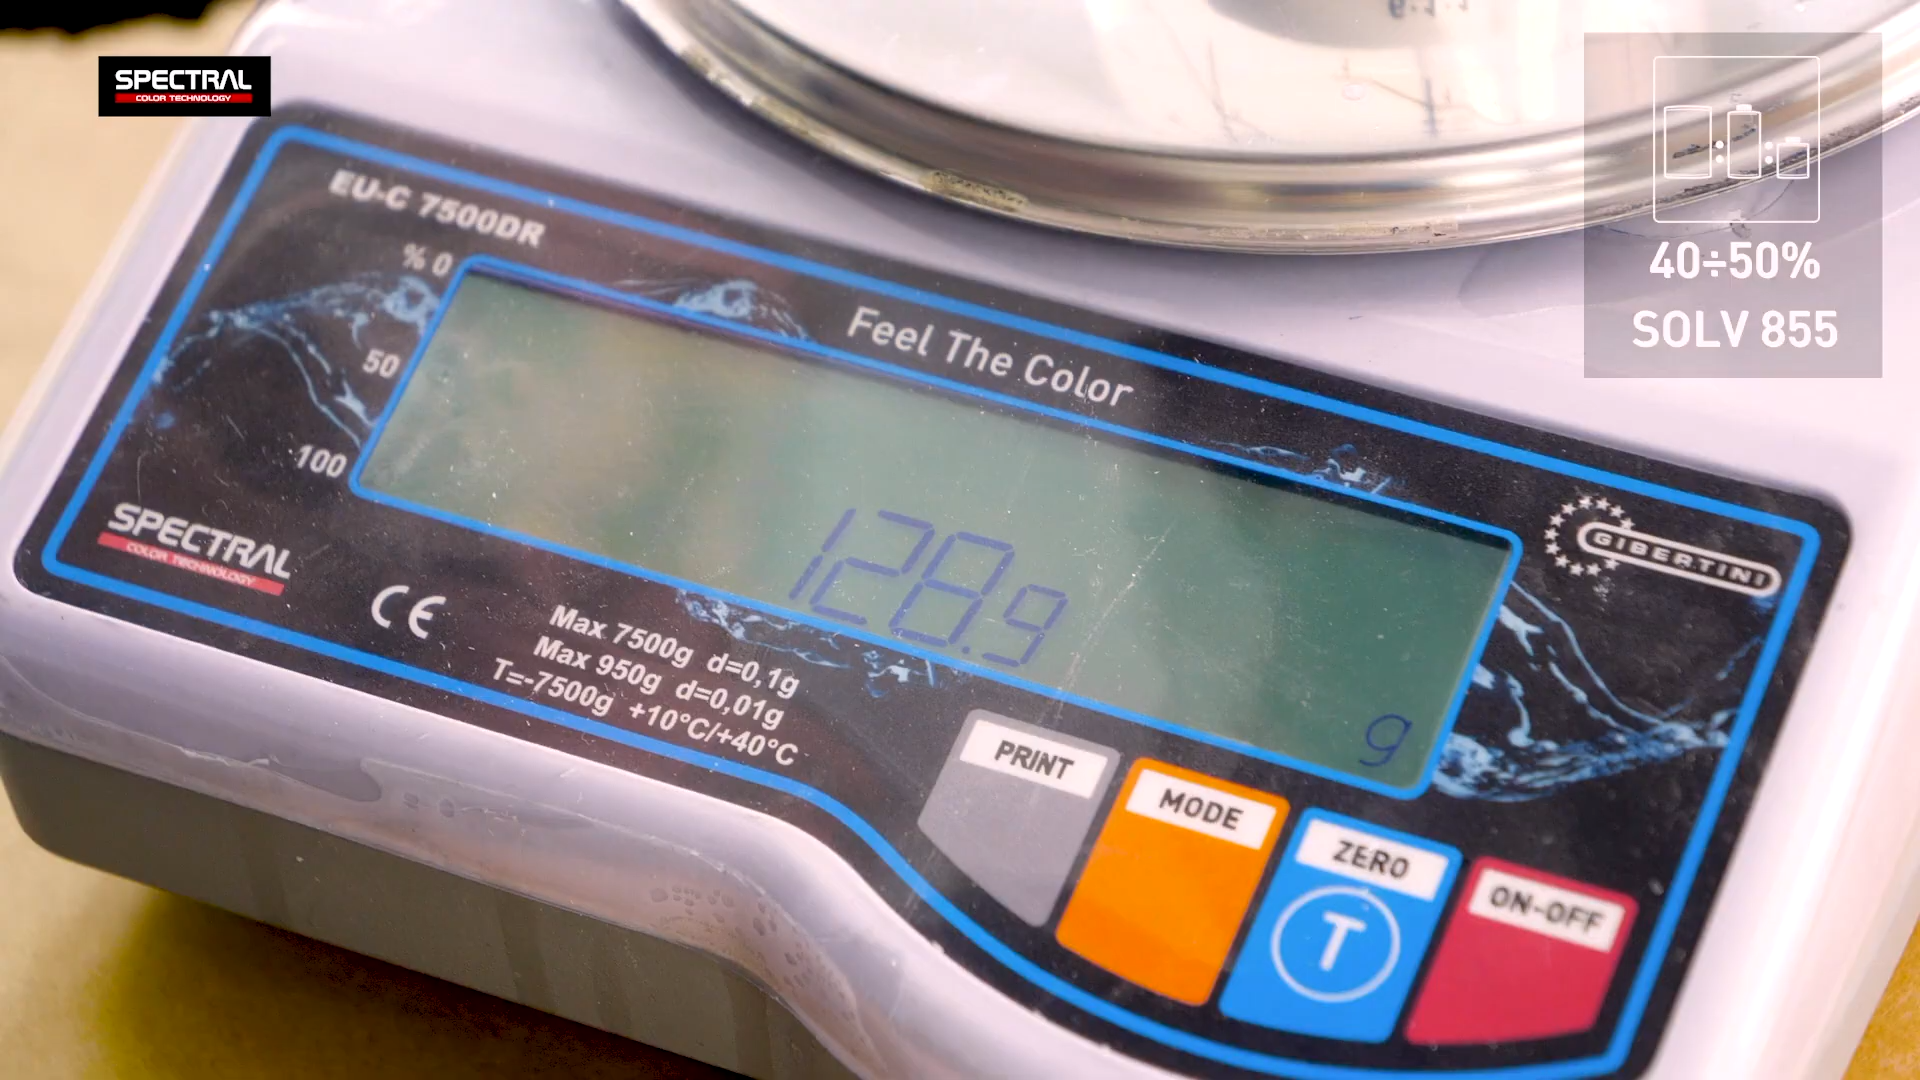 SPECTRAL
COLOR TECHNOLOGY
40÷50%
SOLV 855
EU-C 7500DR
% 0
50
100
Feel The Color
128.9
g
GIBERTINI
SPECTRAL
COLOR TECHNOLOGY
CE
Max 7500g d=0,1g
Max 950g d=0,01g
T=-7500g +10°C/+40°C
PRINT
MODE
ZERO
T
ON-OFF